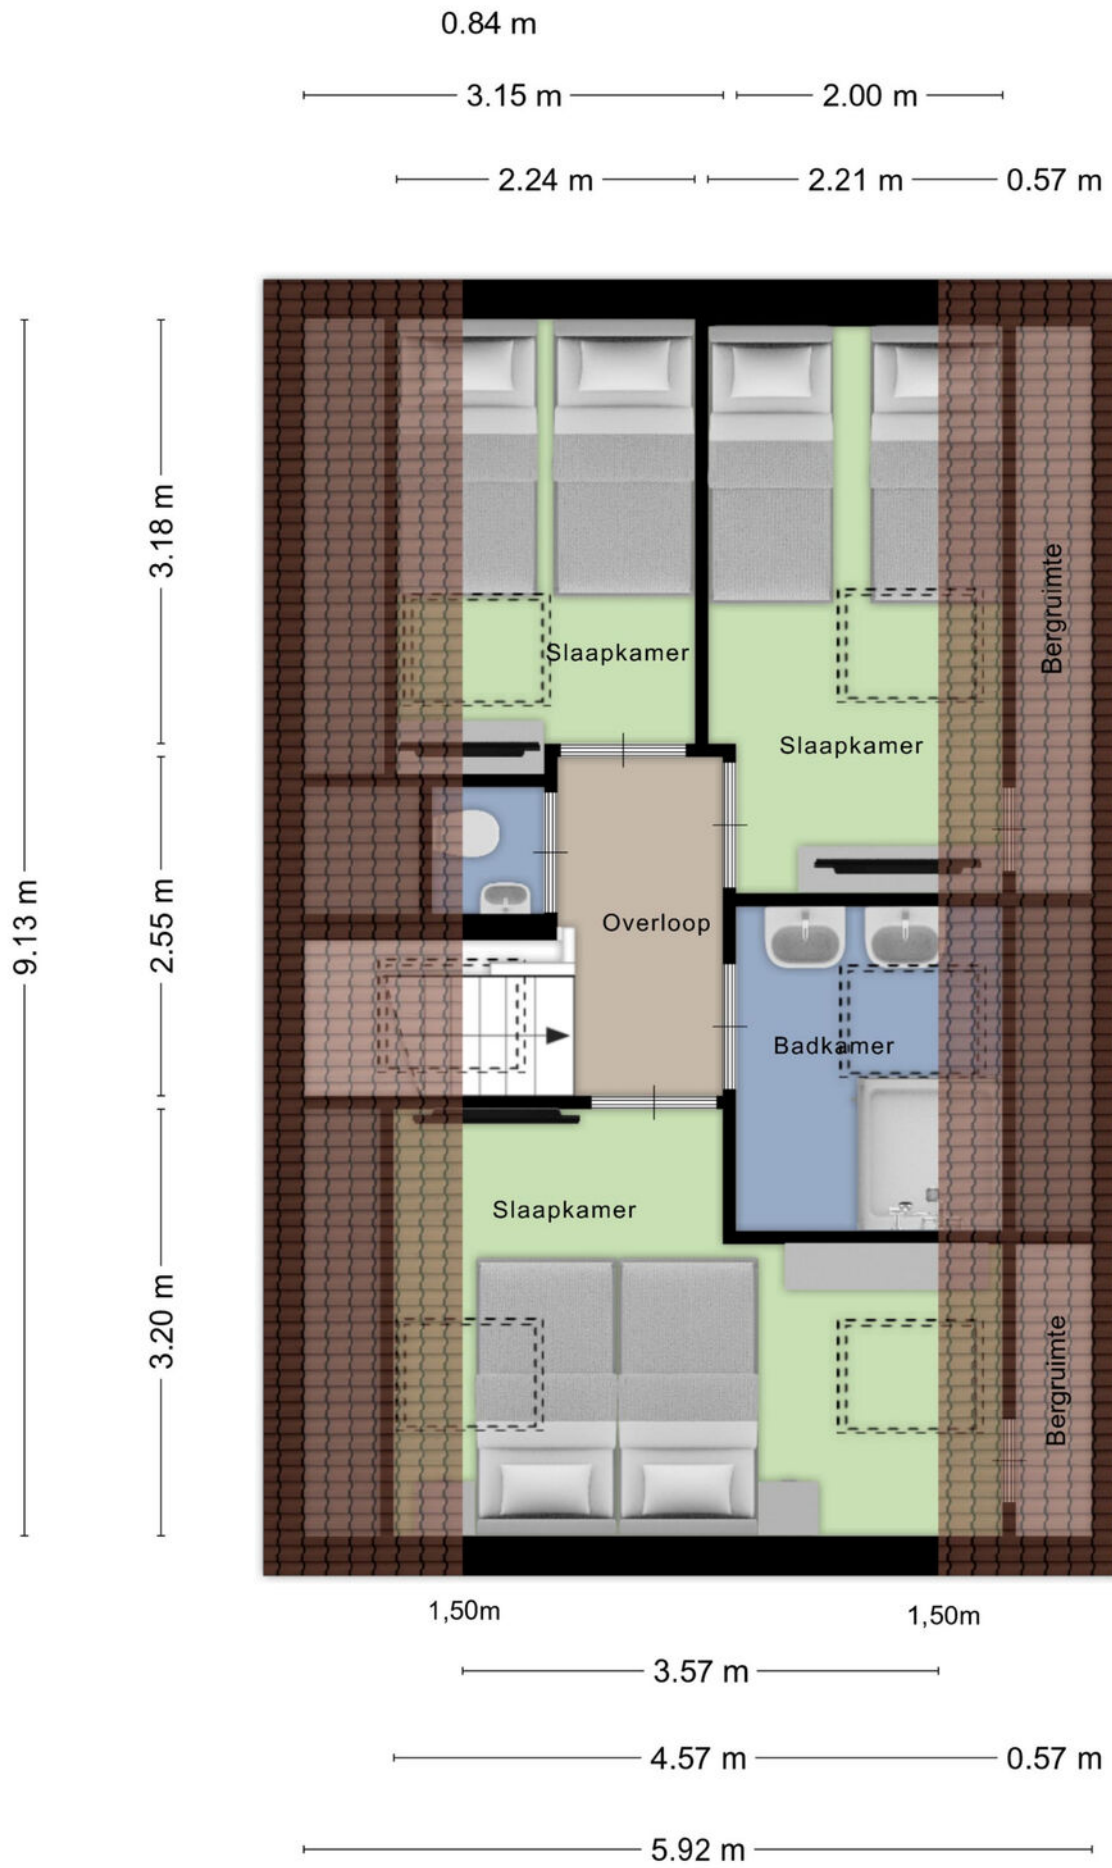 0.84 m
3.15 m
2.00 m
2.24 m
2.21 m
0.57 m
3.18 m
Bergruimte
Slaapkamer
Slaapkamer
9.13 m
2.55 m
Overloop
Badkamer
Slaapkamer
3.20 m
Bergruimte
1,50m
1,50m
3.57 m
4.57 m
0.57 m
5.92 m